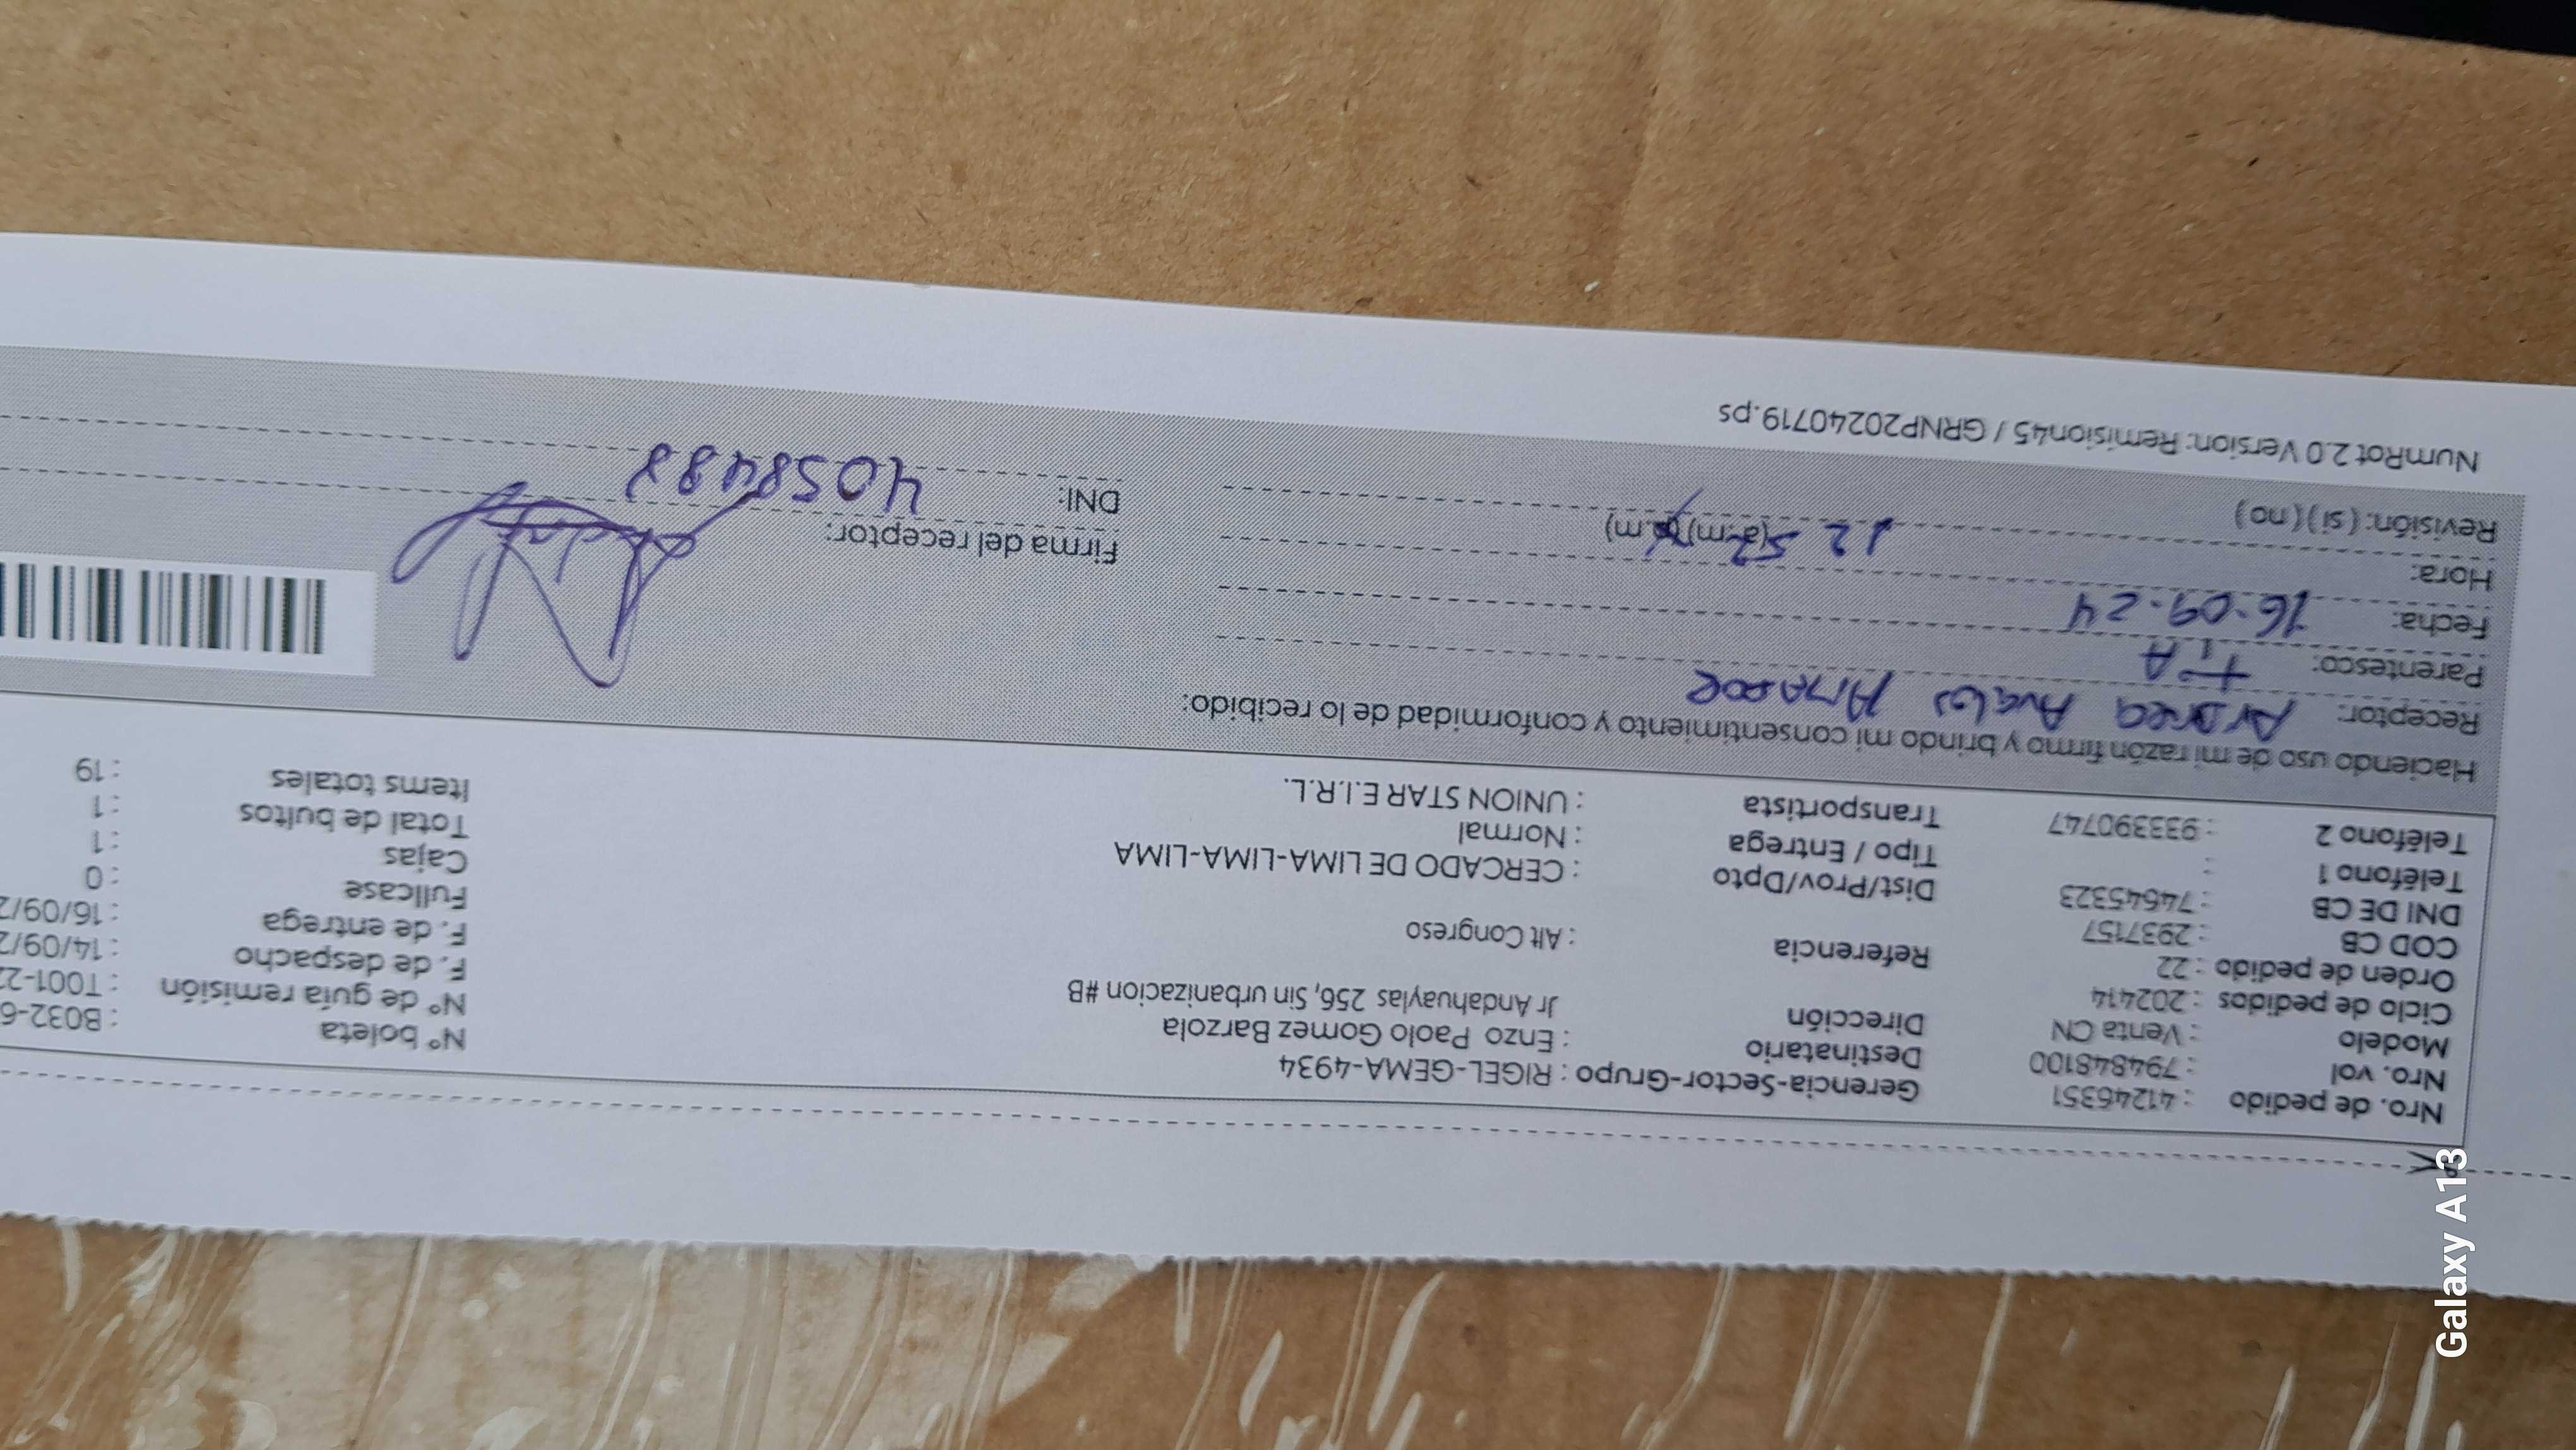 Nro. de pedido : 41246351
Nro. vol : 794848100
Modelo : Venta CN
Ciclo de pedidos : 202414
Orden de pedido : 22
COD CB : 2937157
DNI DE CB : 74645323
Teléfono 1 :
Teléfono 2 : 933390747
Gerencia-Sector-Grupo : RIGEL-GEMA-4934
Destinatario : Enzo Paolo Gomez Barzola
Dirección Jr Andahuaylas 256, Sin urbanizacion #B
Referencia : Alt Congreso
Dist/Prov/Dpto : CERCADO DE LIMA-LIMA-LIMA
Tipo / Entrega : Normal
Transportista : UNION STAR E.I.R.L.
N° boleta : B032-6
N° de guía remisión : T001-22
F. de despacho : 14/09/2
F. de entrega : 16/09/2
Fullcase : 0
Cajas : 1
Total de bultos : 1
Items totales : 19
Haciendo uso de mi razón firmo y brindo mi consentimiento y conformidad de lo recibido:
Receptor: Avalos
Parentesco: TiA
Fecha: 16-09-24
Hora: 12 52 (a.m) (p.m)
Revisión: ( si ) ( no )
Firma del receptor:
DNI: 40584988
NumRot 2.0 Version: Remision45 / GRNP20240719.ps
Galaxy A13